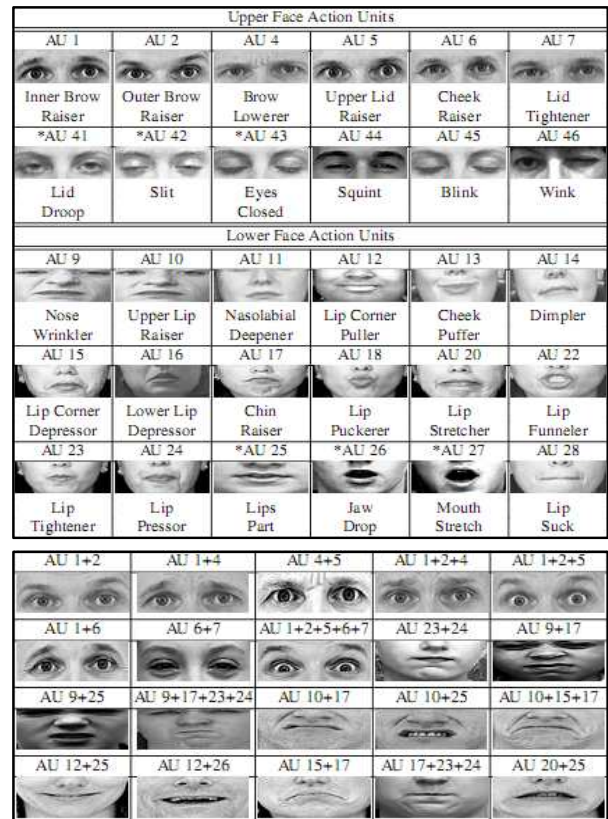 Upper Face Action Units
AU 1 AU 2 AU 4 AU 5 AU 6 AU 7
Inner Brow Outer Brow Brow Upper Lid Cheek Lid
Raiser Raiser Lowerer Raiser Raiser Tightener
*AU 41 *AU 42 *AU 43 AU 44 AU 45 AU 46
Lid Slit Eyes Squint Blink Wink
Droop Closed
Lower Face Action Units
AU 9 AU 10 AU 11 AU 12 AU 13 AU 14
Nose Upper Lip Nasolabial Lip Corner Cheek Dimpler
Wrinkler Raiser Deepener Puller Puffer
AU 15 AU 16 AU 17 AU 18 AU 20 AU 22
Lip Corner Lower Lip Chin Lip Lip Lip
Depressor Depressor Raiser Puckerer Stretcher Funneler
AU 23 AU 24 *AU 25 *AU 26 *AU 27 AU 28
Lip Lip Lips Jaw Mouth Lip
Tightener Pressor Part Drop Stretch Suck
AU 1+2 AU 1+4 AU 4+5 AU 1+2+4 AU 1+2+5
AU 1+6 AU 6+7 AU 1+2+5+6+7 AU 23+24 AU 9+17
AU 9+25 AU 9+17+23+24 AU 10+17 AU 10+25 AU 10+15+17
AU 12+25 AU 12+26 AU 15+17 AU 17+23+24 AU 20+25